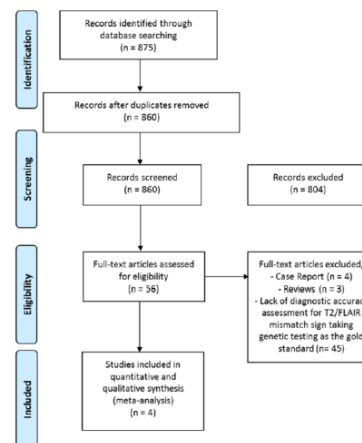 Identification
Records identified through
database searching
(n = 875)
Records after duplicates removed
(n = 860)
Screening
Records screened
(n = 860)
Records excluded
(n = 804)
Eligibility
Full-text articles assessed
for eligibility
(n = 56)
Full-text articles excluded,
- Case Report (n = 4)
- Reviews (n = 3)
- Lack of diagnostic accuracy
assessment for T2/FLAIR
mismatch sign taking
genetic testing as the gold
standard (n= 45)
Included
Studies included in
quantitative and
qualitative synthesis
(meta-analysis)
(n = 4)